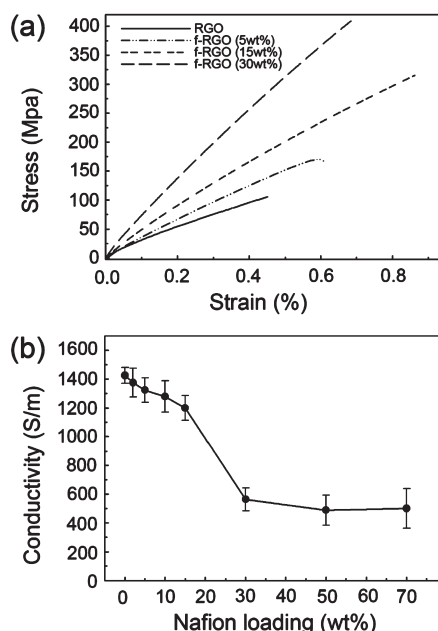 (a)
RGO
f-RGO (5wt%)
f-RGO (15wt%)
f-RGO (30wt%)
400
350
300
250
200
150
100
50
0
Stress (Mpa)
0.0 0.2 0.4 0.6 0.8
Strain (%)
(b)
1600
1400
1200
1000
800
600
400
200
0
Conductivity (S/m)
0 10 20 30 40 50 60 70
Nafion loading (wt%)